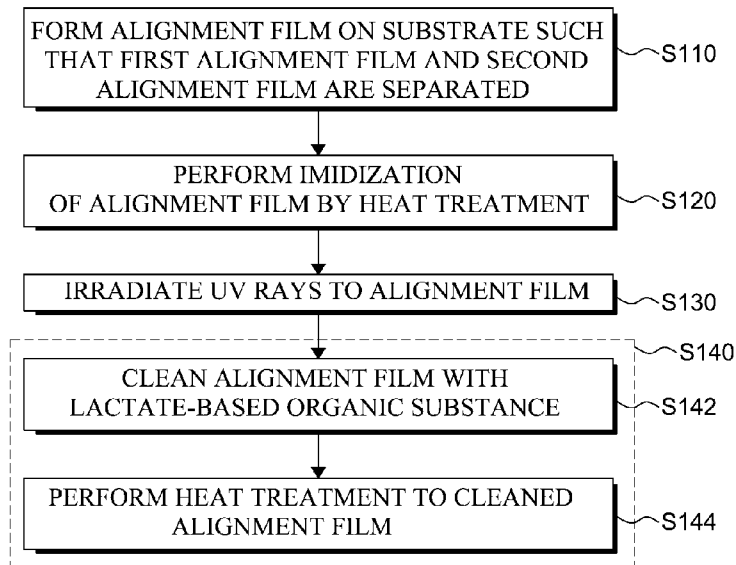 FORM ALIGNMENT FILM ON SUBSTRATE SUCH
THAT FIRST ALIGNMENT FILM AND SECOND
ALIGNMENT FILM ARE SEPARATED
S110
PERFORM IMIDIZATION
OF ALIGNMENT FILM BY HEAT TREATMENT
S120
IRRADIATE UV RAYS TO ALIGNMENT FILM
S130
S140
CLEAN ALIGNMENT FILM WITH
LACTATE-BASED ORGANIC SUBSTANCE
S142
PERFORM HEAT TREATMENT TO CLEANED
ALIGNMENT FILM
S144